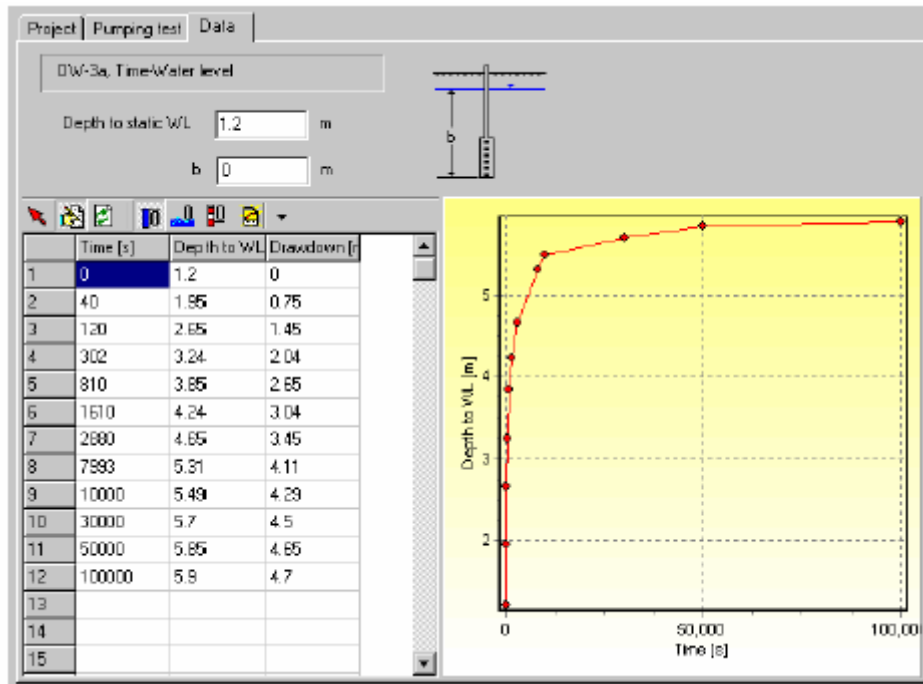 Project Pumping test Data
OW-3a, Time-Water level
Depth to static WL 1.2 m
b 0 m
b
Time [s] Depth to WL Drawdown [m
1 0 1.2 0
2 40 1.95 0.75
3 120 2.65 1.45
4 302 3.24 2.04
5 810 3.85 2.65
6 1610 4.24 3.04
7 2880 4.65 3.45
8 7993 5.31 4.11
9 10000 5.49 4.29
10 30000 5.7 4.5
11 50000 5.85 4.65
12 100000 5.9 4.7
13
14
15
Depth to WL [m]
5
4
3
2
0 50,000 100,00
Time [s]